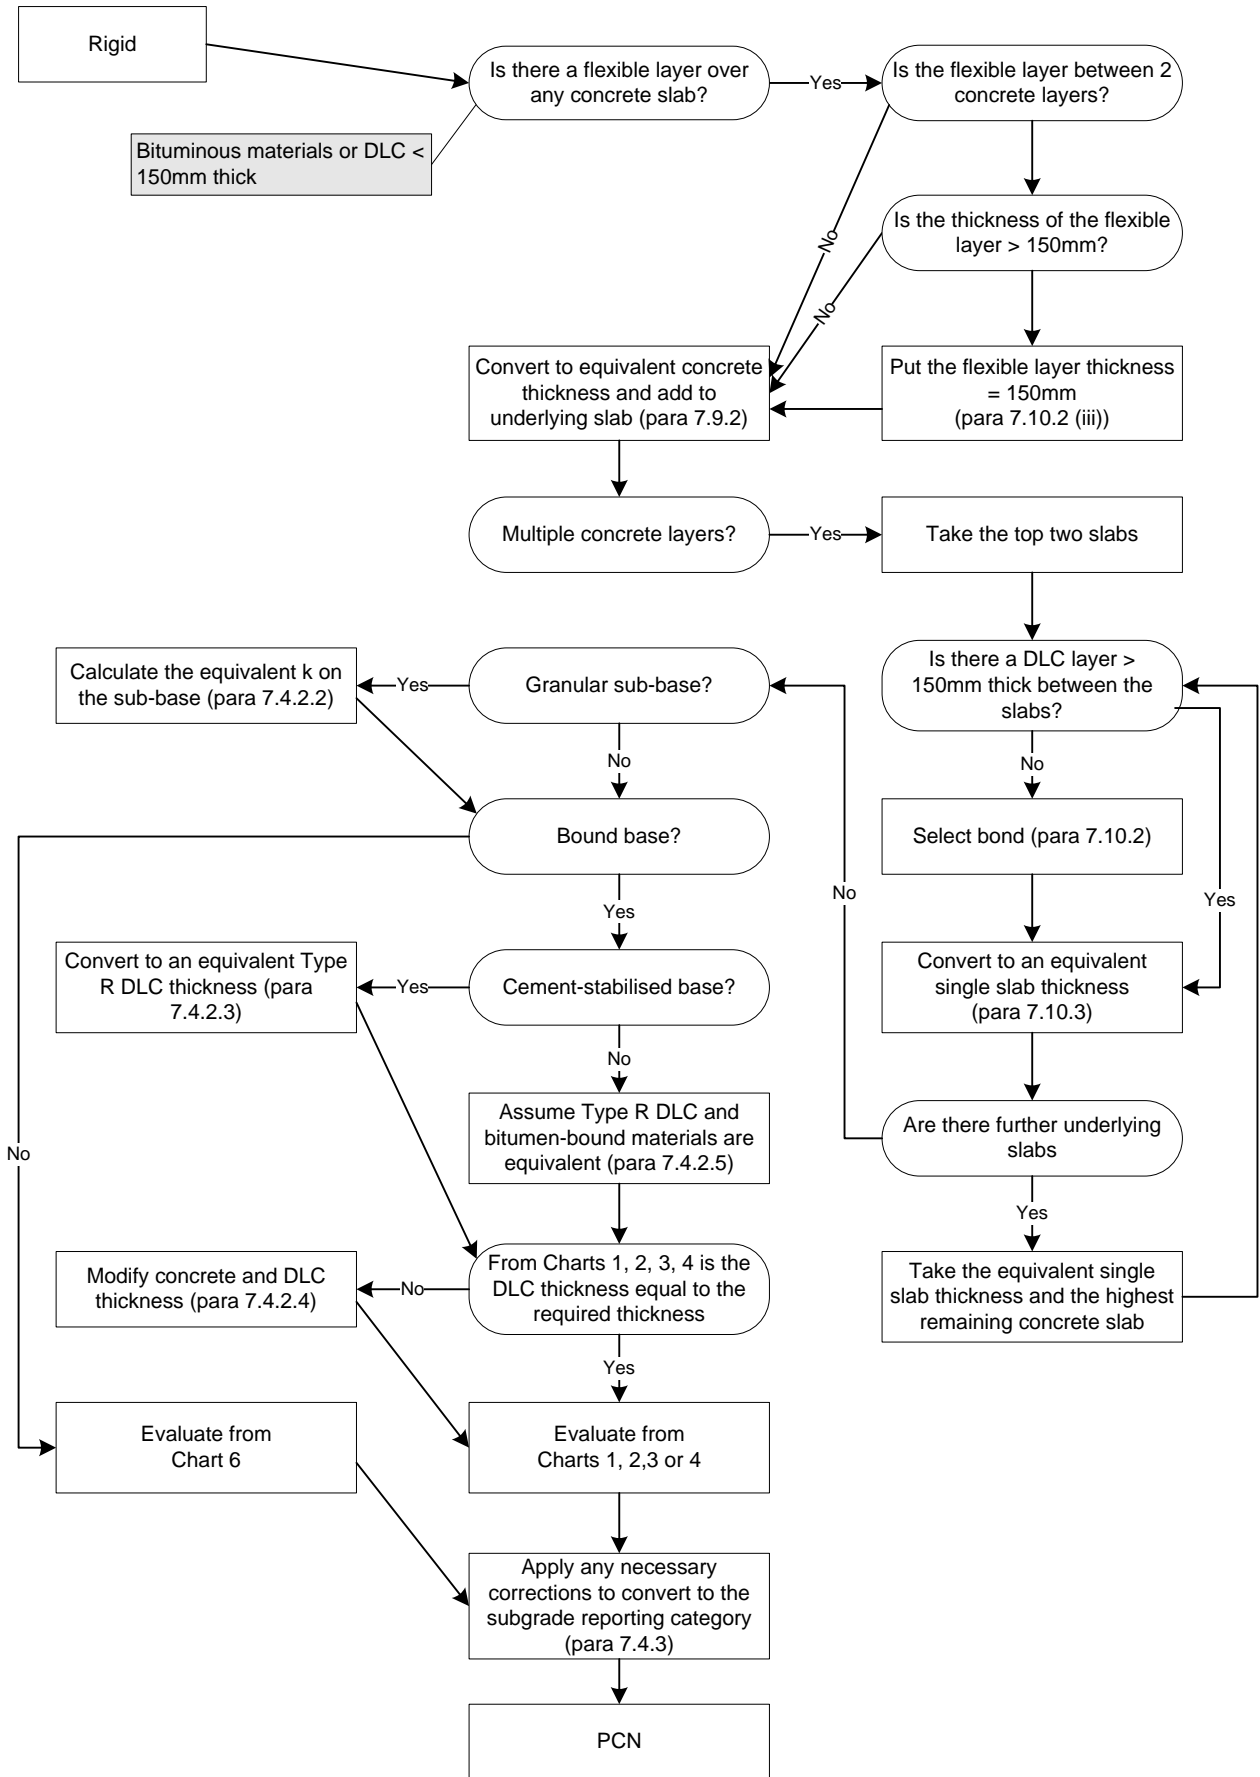 Rigid
Is there a flexible layer over
any concrete slab?
Yes
Is the flexible layer between 2
concrete layers?
Bituminous materials or DLC <
150mm thick
No
Is the thickness of the flexible
layer > 150mm?
No
Convert to equivalent concrete
thickness and add to
underlying slab (para 7.9.2)
Put the flexible layer thickness
= 150mm
(para 7.10.2 (iii))
Multiple concrete layers?
Yes
Take the top two slabs
Calculate the equivalent k on
the sub-base (para 7.4.2.2)
Yes
Granular sub-base?
Is there a DLC layer >
150mm thick between the
slabs?
No
No
Bound base?
Select bond (para 7.10.2)
No
Yes
Yes
Convert to an equivalent Type
R DLC thickness (para
7.4.2.3)
Yes
Cement-stabilised base?
Convert to an equivalent
single slab thickness
(para 7.10.3)
No
Assume Type R DLC and
bitumen-bound materials are
equivalent (para 7.4.2.5)
Are there further underlying
slabs
No
Yes
Modify concrete and DLC
thickness (para 7.4.2.4)
No
From Charts 1, 2, 3, 4 is the
DLC thickness equal to the
required thickness
Take the equivalent single
slab thickness and the highest
remaining concrete slab
Yes
Evaluate from
Chart 6
Evaluate from
Charts 1, 2,3 or 4
Apply any necessary
corrections to convert to the
subgrade reporting category
(para 7.4.3)
PCN